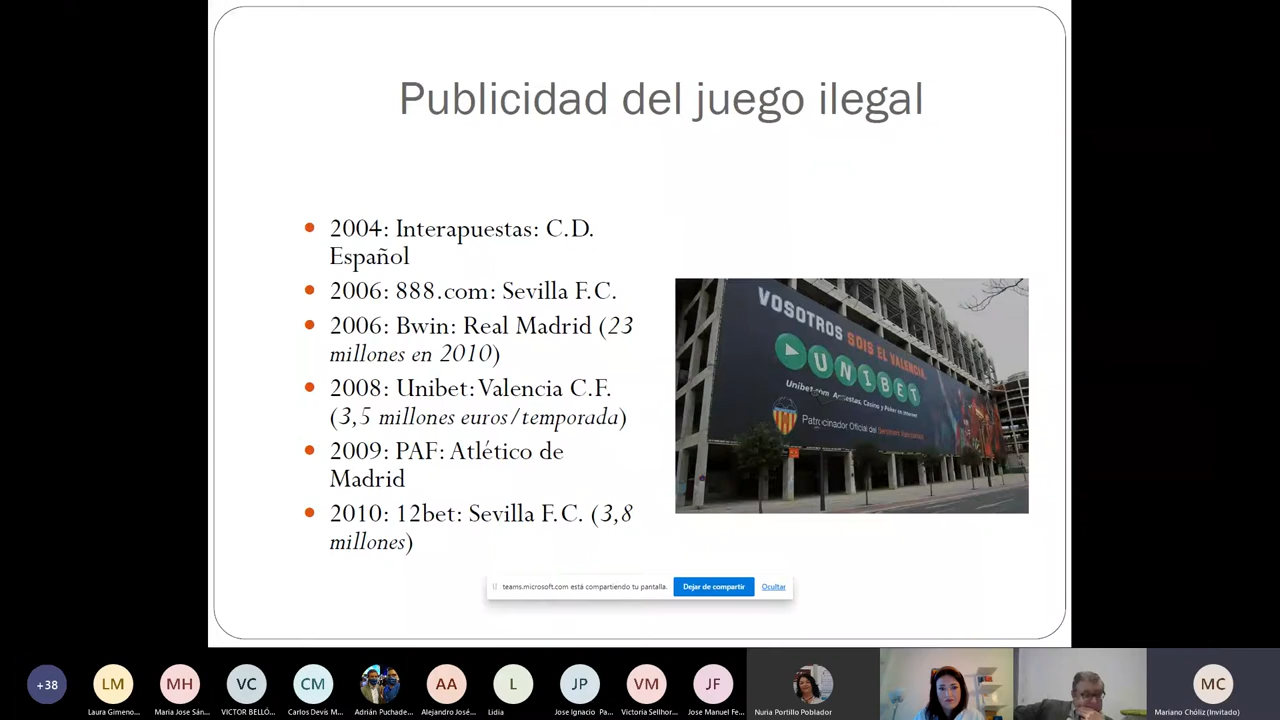 Publicidad del juego ilegal
2004: Interapuestas: C.D.
Español
2006: 888.com: Sevilla F.C.
2006: Bwin: Real Madrid (23
millones en 2010)
2008: Unibet: Valencia C.F.
(3,5 millones euros/temporada)
2009: PAF: Atlético de
Madrid
2010: 12bet: Sevilla F.C. (3,8
millones)
VOSOTROS SOIS EL VALENCIA.
UNIBET
Unibet.com Apuestas, Casino y Poker en Internet
Patrocinador Oficial del
teams.microsoft.com está compartiendo tu pantalla.
Dejar de compartir
Ocultar
+38
LM
MH
VC
CM
AA
L
JP
VM
JF
MC
Laura Gimeno...
Maria Jose Sán...
VICTOR BELLÓ...
Carlos Devis M...
Adrián Puchade...
Alejandro José...
Lidia
Jose Ignacio Pa...
Victoria Sellhor...
Jose Manuel Fe...
Nuria Portillo Poblador
Mariano Chóliz (Invitado)